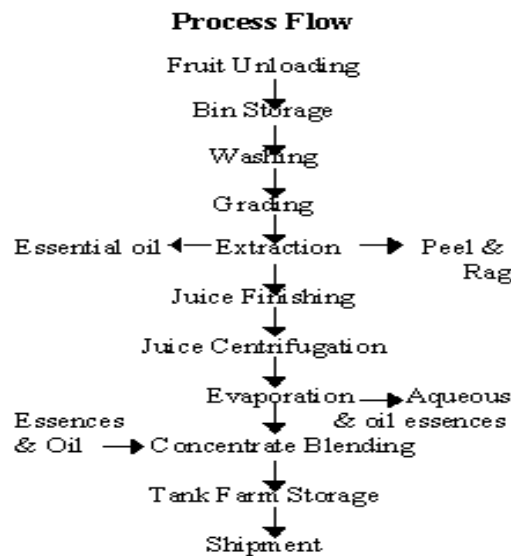 Process Flow
Fruit Unloading
Bin Storage
Washing
Grading
Essential oil Extraction Peel &
Rag
Juice Finishing
Juice Centrifugation
Evaporation Aqueous
Essences & oil essences
& Oil Concentrate Blending
Tank Farm Storage
Shipment